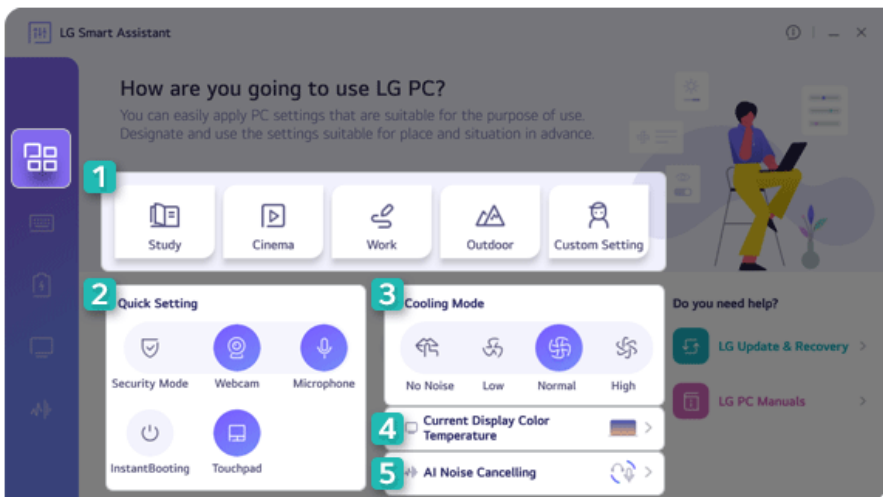 LG Smart Assistant
How are you going to use LG PC?
You can easily apply PC settings that are suitable for the purpose of use.
Designate and use the settings suitable for place and situation in advance.
1
Study
Cinema
Work
Outdoor
Custom Setting
2
Quick Setting
Security Mode
Webcam
Microphone
InstantBooting
Touchpad
3
Cooling Mode
No Noise
Low
Normal
High
4
Current Display Color
Temperature
5
AI Noise Cancelling
Do you need help?
LG Update & Recovery
LG PC Manuals